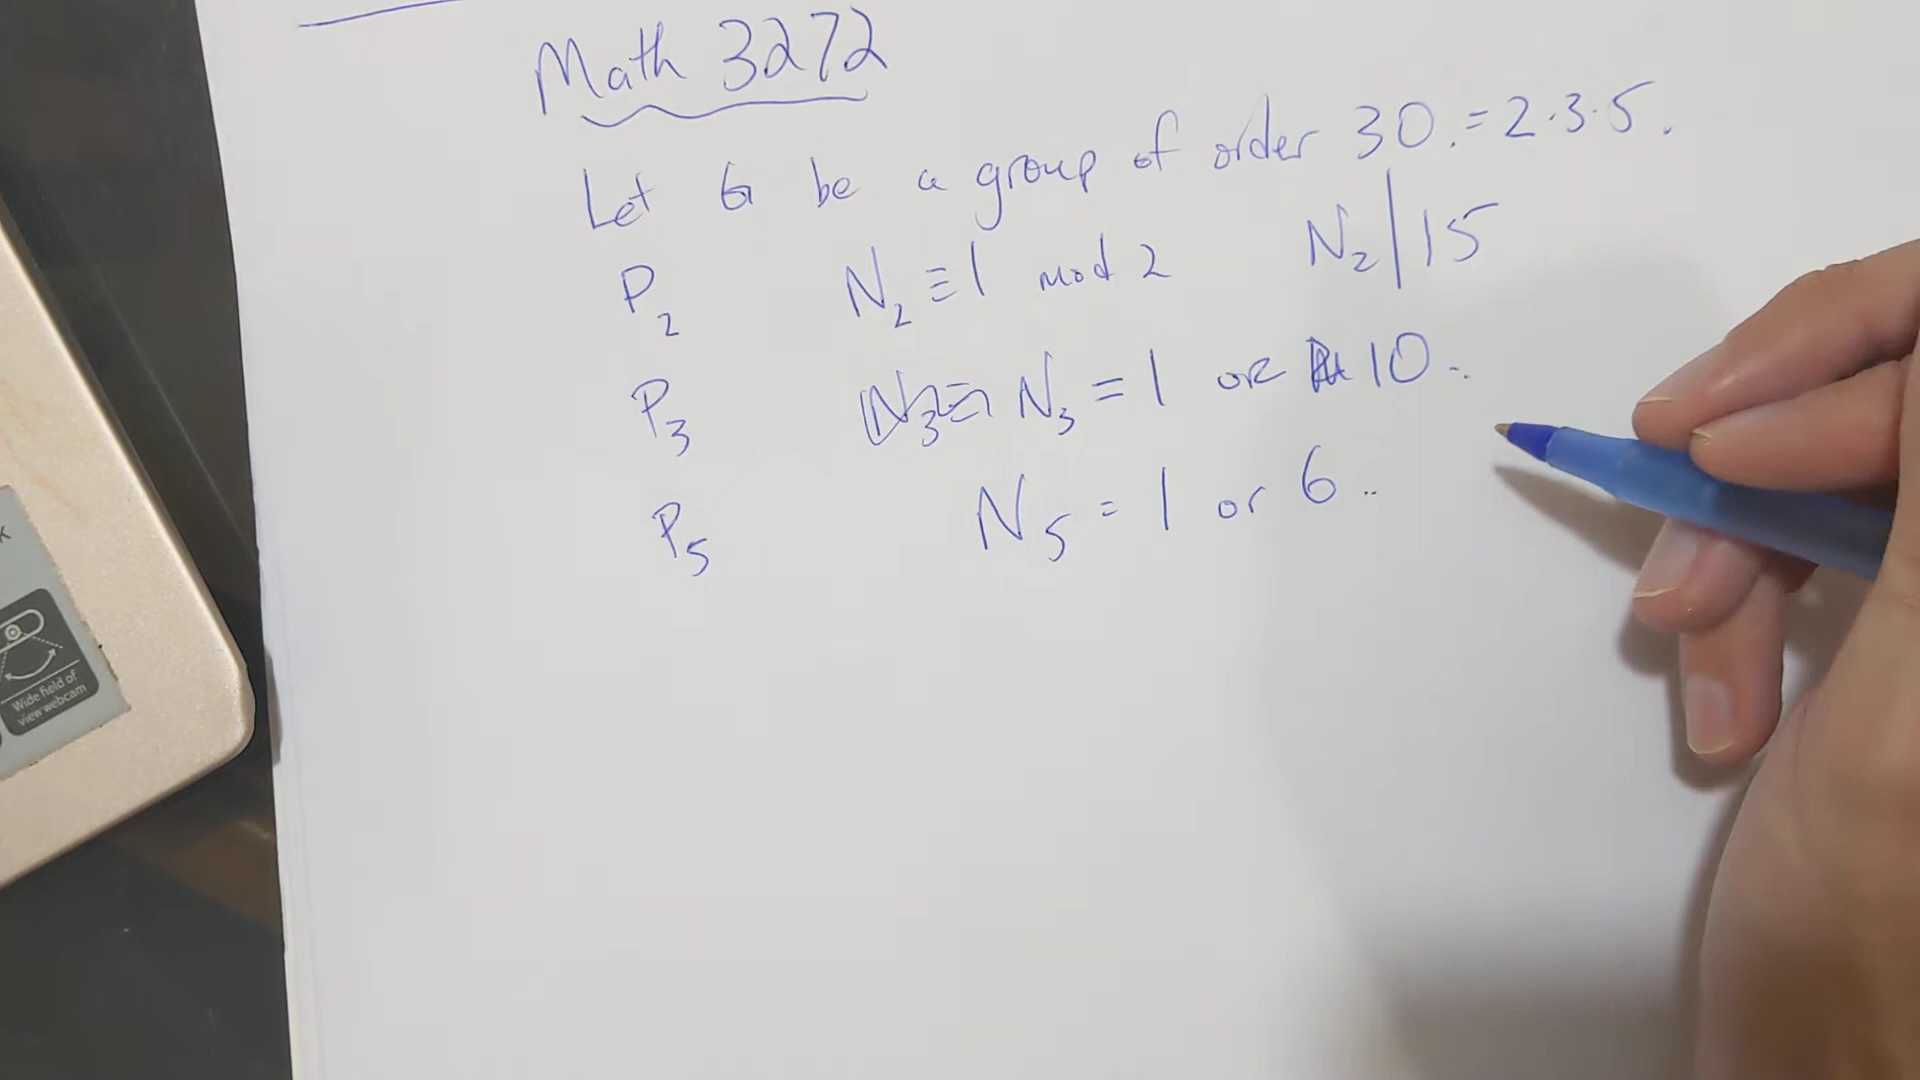 Math 3272
Let G be a group of order 30. = 2·3·5.
P₂ N₂ ≡ 1 mod 2 N₂ | 15
P₃ N₃ = N₃ = 1 or 10.
P₅ N₅ = 1 or 6..
Wide field of
view webcam